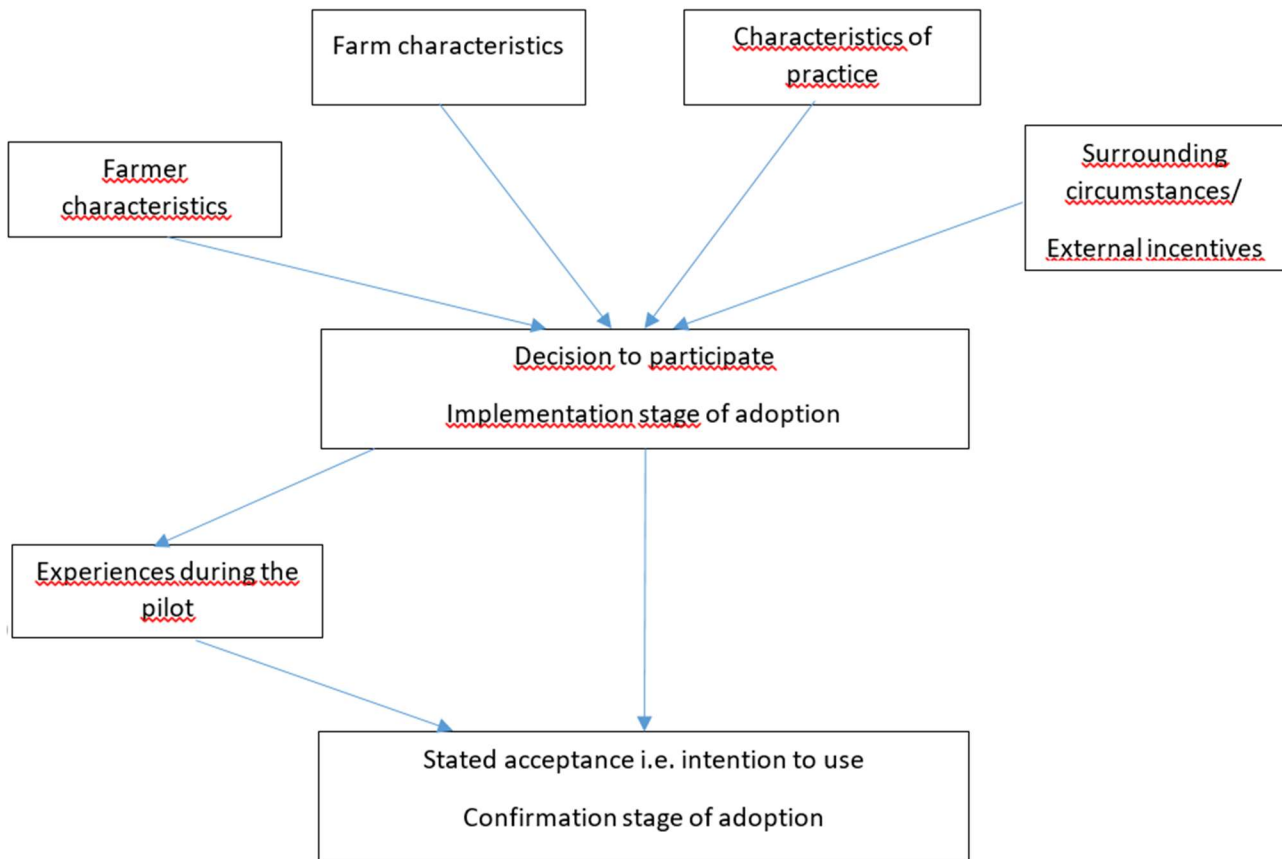 Farm characteristics
Characteristics of
practice
Farmer
characteristics
Surrounding
circumstances/
External incentives
Decision to participate
Implementation stage of adoption
Experiences during the
pilot
Stated acceptance i.e. intention to use
Confirmation stage of adoption